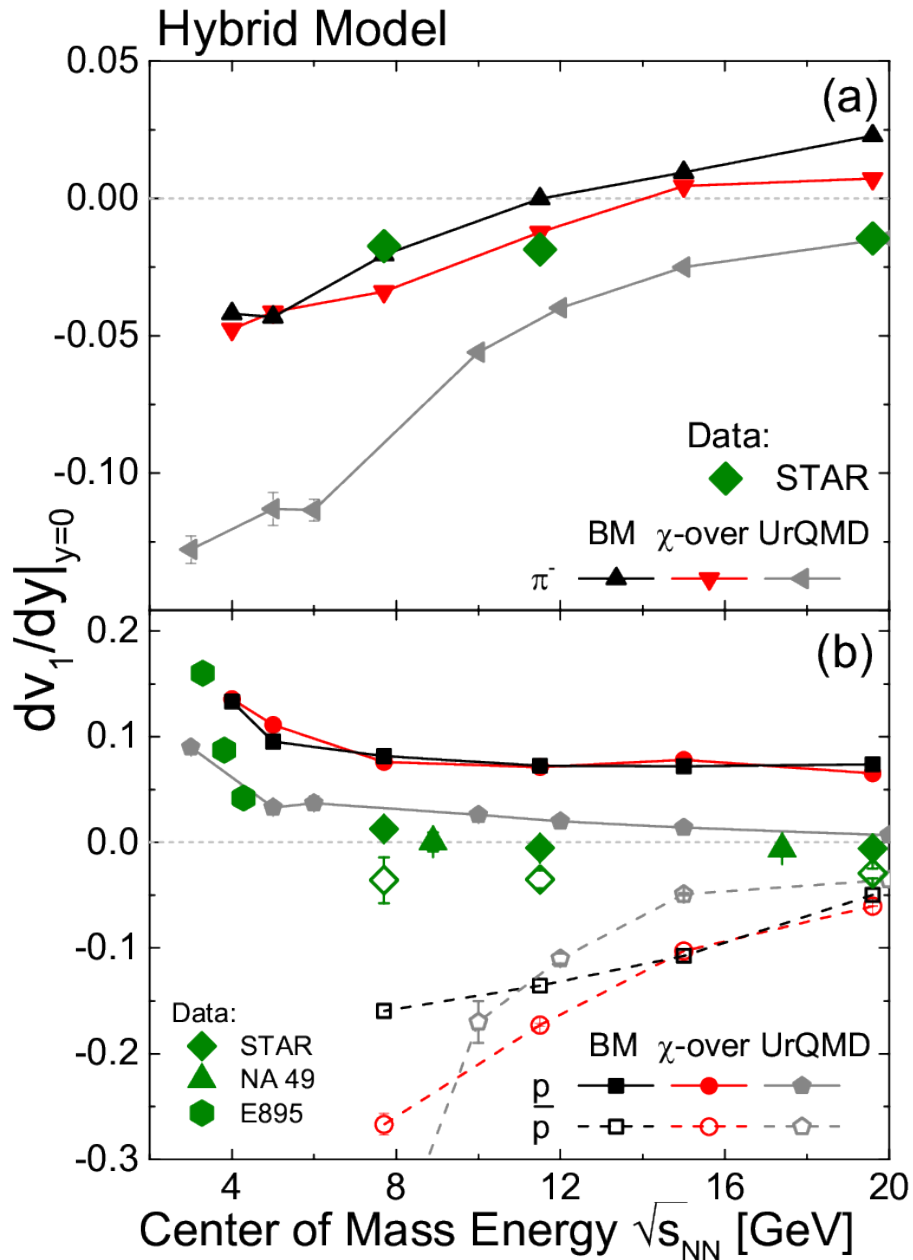 Hybrid Model
0.05
(a)
0.00
-0.05
-0.10
Data:
STAR
BM χ-over UrQMD
π⁻
dv₁/dy|y=0
0.2
(b)
0.1
0.0
-0.1
-0.2
-0.3
Data:
STAR
NA 49
E895
BM χ-over UrQMD
p
p̅
4 8 12 16 20
Center of Mass Energy √sNN [GeV]